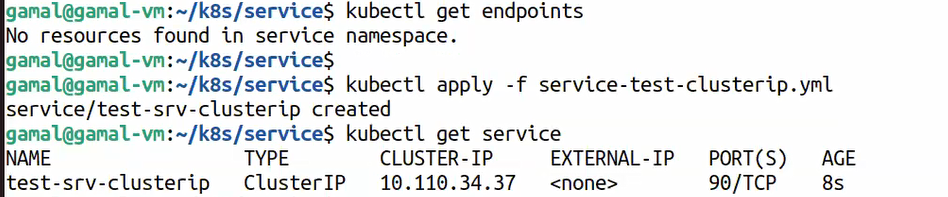 gamal@gamal-vm:~/k8s/service$ kubectl get endpoints
No resources found in service namespace.
gamal@gamal-vm:~/k8s/service$
gamal@gamal-vm:~/k8s/service$ kubectl apply -f service-test-clusterip.yml
service/test-srv-clusterip created
gamal@gamal-vm:~/k8s/service$ kubectl get service
NAME TYPE CLUSTER-IP EXTERNAL-IP PORT(S) AGE
test-srv-clusterip ClusterIP 10.110.34.37 <none> 90/TCP 8s